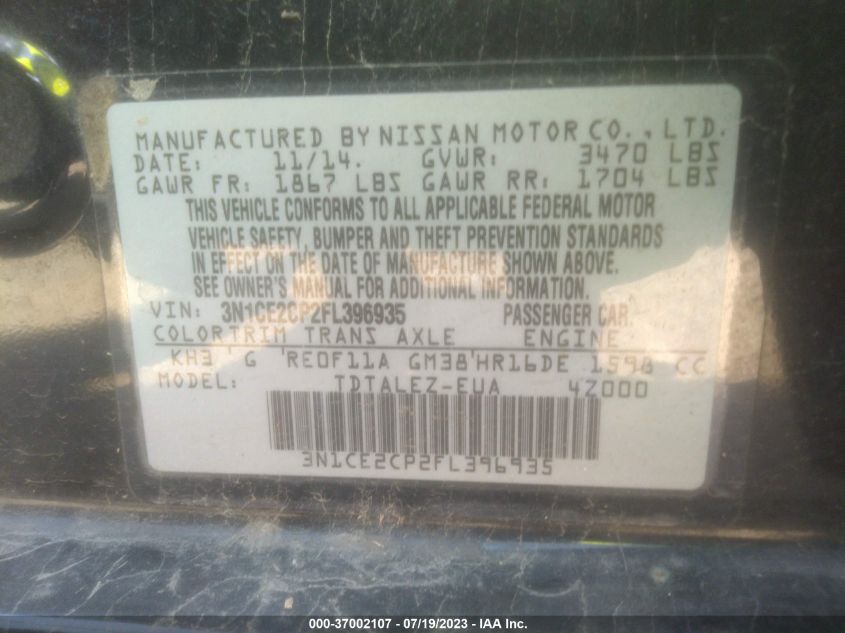 MANUFACTURED BY NISSAN MOTOR CO., LTD.
DATE: 11/14. GVWR: 3470 LBS
GAWR FR: 1867 LBS GAWR RR: 1704 LBS
THIS VEHICLE CONFORMS TO ALL APPLICABLE FEDERAL MOTOR
VEHICLE SAFETY, BUMPER AND THEFT PREVENTION STANDARDS
IN EFFECT ON THE DATE OF MANUFACTURE SHOWN ABOVE.
SEE OWNERS MANUAL FOR ADDITIONAL INFORMATION
VIN: 3N1CE2CP2FL396935 PASSENGER CAR
COLOR TRIM TRANS AXLE ENGINE
KH3 ' G 'RE0F11A GM38'HR16DE 1598 CC
MODEL: TDTALEZ-EUA 4Z000
3N1CE2CP2FL396935
000-37002107 - 07/19/2023 - IAA Inc.